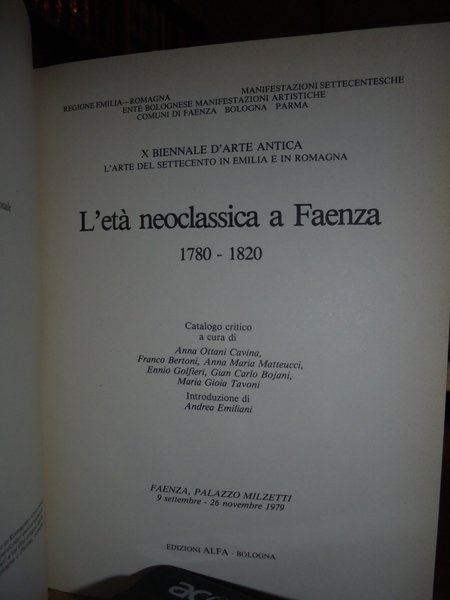 MANIFESTAZIONI SETTECENTESCHE
REGIONE EMILIA—ROMAGNA
ENTE BOLOGNESE MANIFESTAZIONI ARTISTICHE
COMUNI DI FAENZA BOLOGNA PARMA
X BIENNALE D'ARTE ANTICA
L'ARTE DEL SETTECENTO IN EMILIA E IN ROMAGNA
L'età neoclassica a Faenza
1780 - 1820
Catalogo critico
a cura di
Anna Ottani Cavina,
Franco Bertoni, Anna Maria Matteucci,
Ennio Golfieri, Gian Carlo Bojani,
Maria Gioia Tavoni
Introduzione di
Andrea Emiliani
FAENZA, PALAZZO MILZETTI
9 settembre - 26 novembre 1979
EDIZIONI ALFA - BOLOGNA